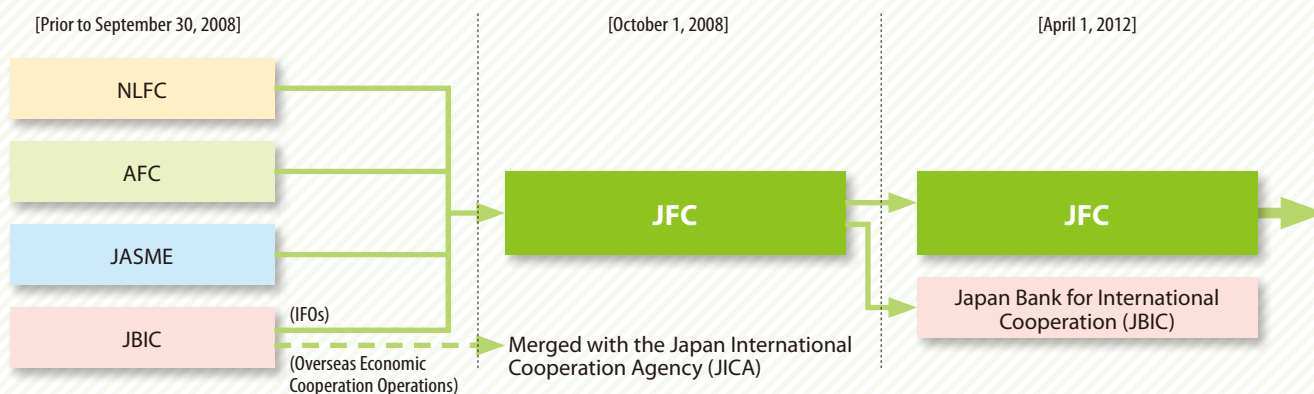 [Prior to September 30, 2008]
[October 1, 2008]
[April 1, 2012]
NLFC
AFC
JASME
JBIC
(IFOs)
(Overseas Economic
Cooperation Operations)
JFC
Merged with the Japan International
Cooperation Agency (JICA)
JFC
Japan Bank for International
Cooperation (JBIC)